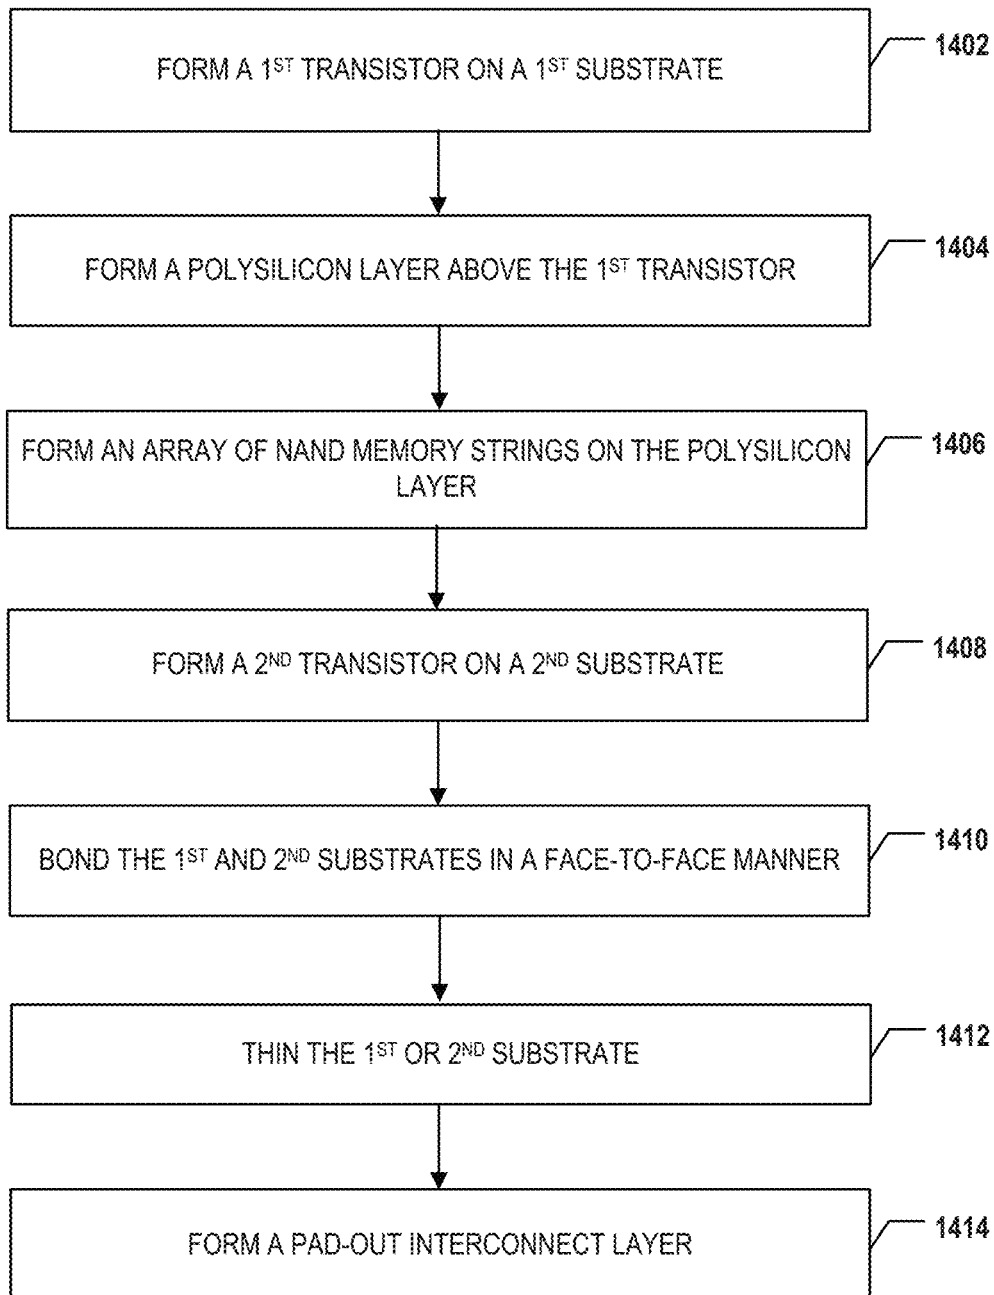 FORM A 1ST TRANSISTOR ON A 1ST SUBSTRATE
1402
FORM A POLYSILICON LAYER ABOVE THE 1ST TRANSISTOR
1404
FORM AN ARRAY OF NAND MEMORY STRINGS ON THE POLYSILICON
LAYER
1406
FORM A 2ND TRANSISTOR ON A 2ND SUBSTRATE
1408
BOND THE 1ST AND 2ND SUBSTRATES IN A FACE-TO-FACE MANNER
1410
THIN THE 1ST OR 2ND SUBSTRATE
1412
FORM A PAD-OUT INTERCONNECT LAYER
1414